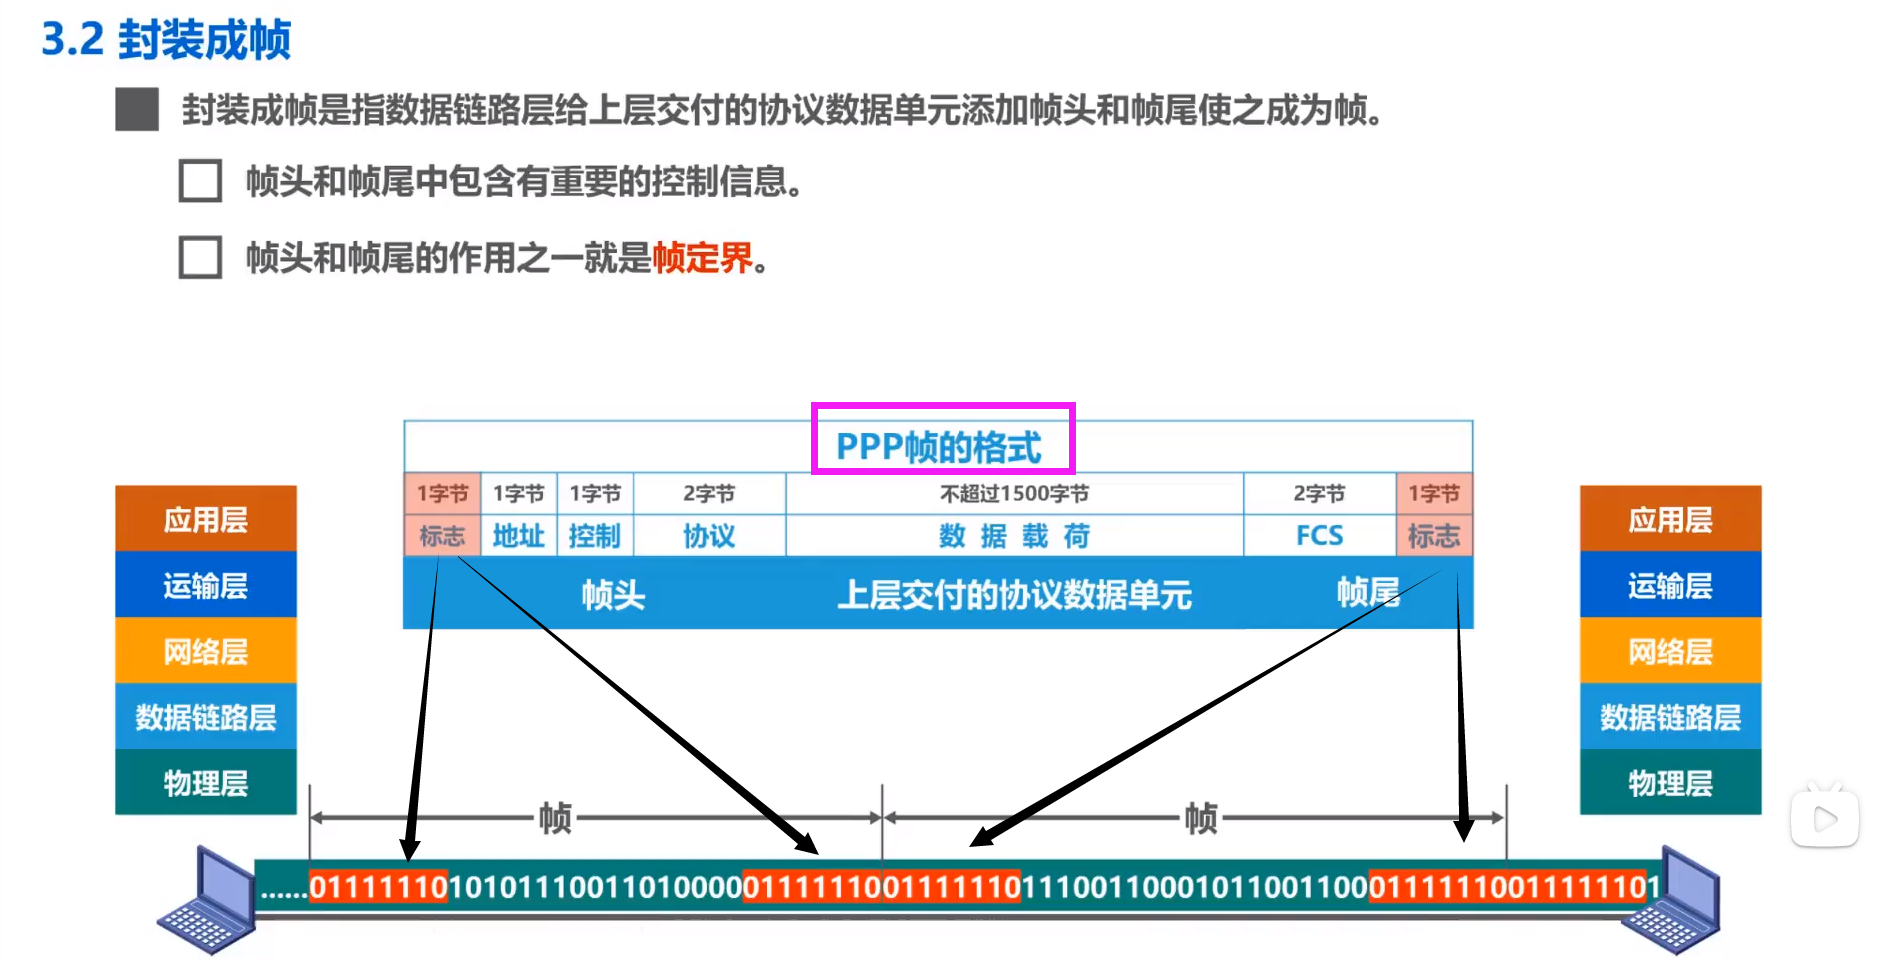 3.2 封装成帧
封装成帧是指数据链路层给上层交付的协议数据单元添加帧头和帧尾使之成为帧。
帧头和帧尾中包含有重要的控制信息。
帧头和帧尾的作用之一就是帧定界。
PPP帧的格式
1字节 1字节 1字节 2字节 不超过1500字节 2字节 1字节
标志 地址 控制 协议 数据载荷 FCS 标志
帧头 上层交付的协议数据单元 帧尾
应用层
运输层
网络层
数据链路层
物理层
应用层
运输层
网络层
数据链路层
物理层
帧 帧
......011111101010111001101000001111110011111101110011000101100110001111110011111101